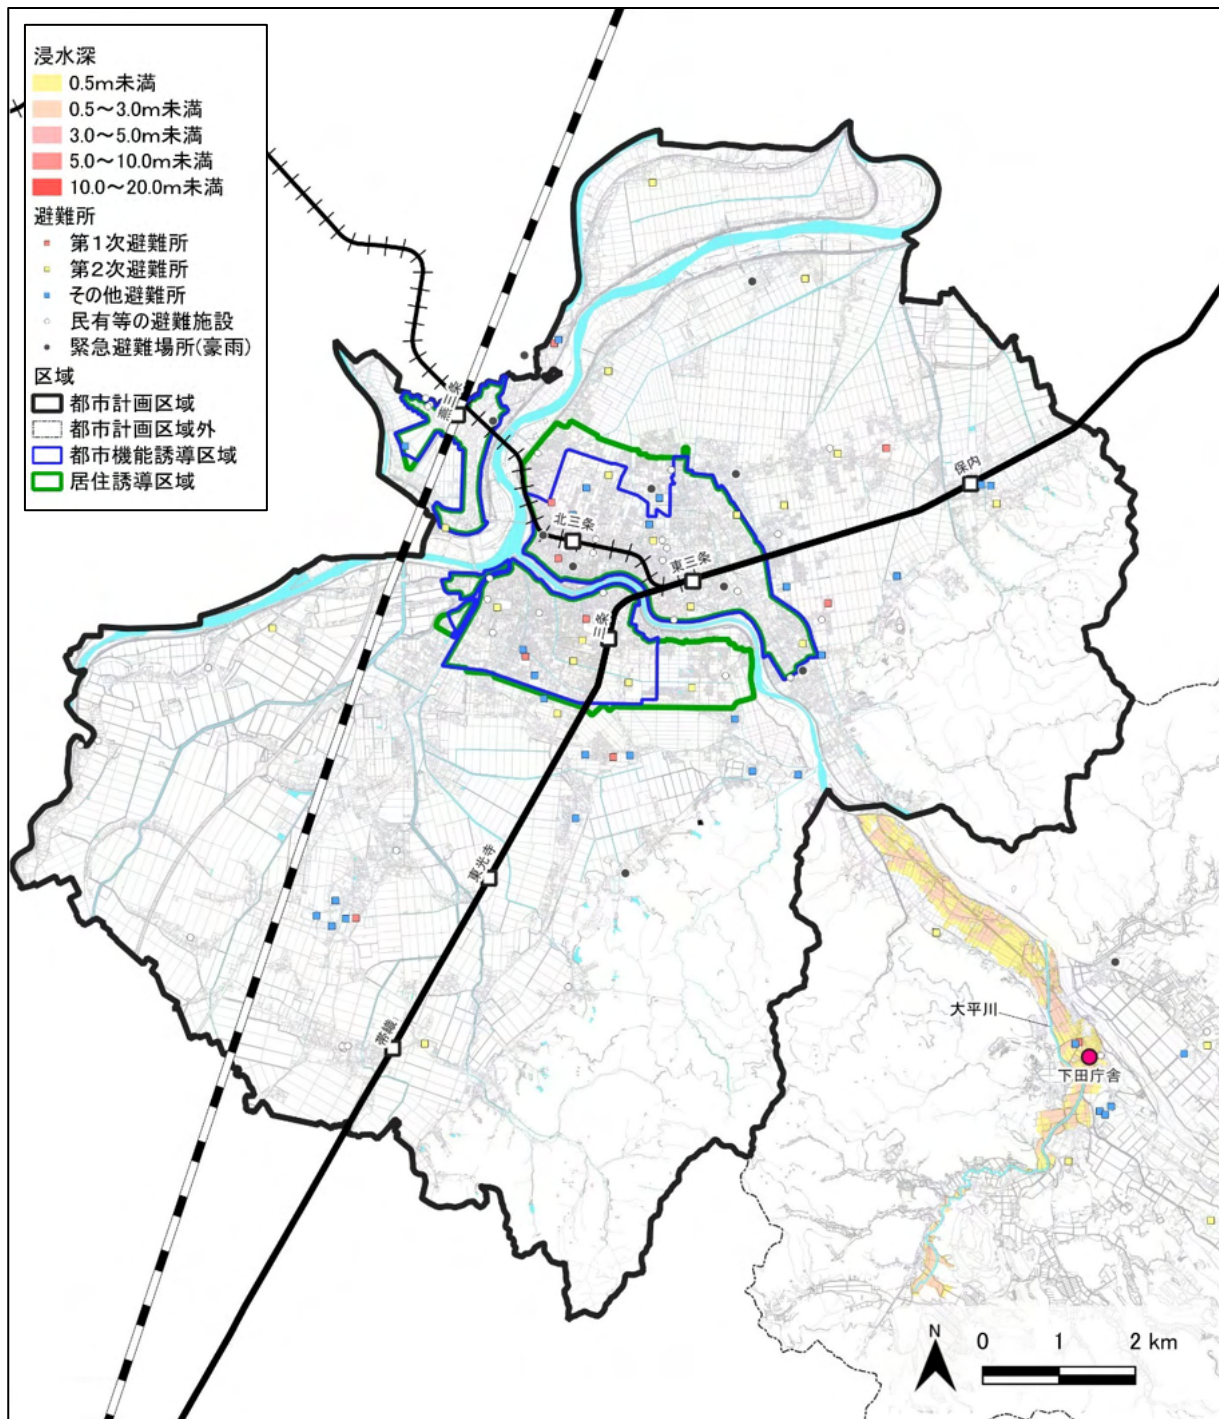 浸水深
0.5m未満
0.5～3.0m未満
3.0～5.0m未満
5.0～10.0m未満
10.0～20.0m未満
避難所
第1次避難所
第2次避難所
その他避難所
民有等の避難施設
緊急避難場所(豪雨)
区域
都市計画区域
都市計画区域外
都市機能誘導区域
居住誘導区域
燕三条
保内
北三条
東三条
三条
東光寺
帯織
大平川
下田庁舎
N
0 1 2 km